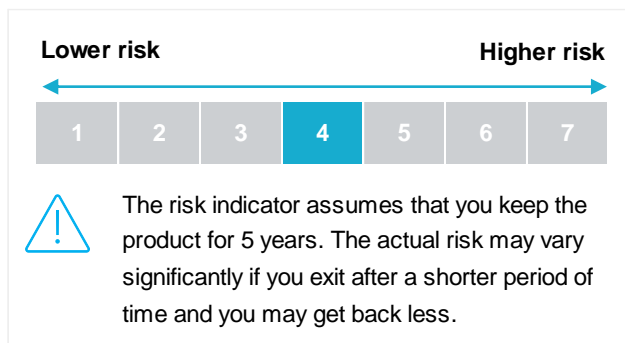 Lower risk Higher risk
1 2 3 4 5 6 7
The risk indicator assumes that you keep the
product for 5 years. The actual risk may vary
significantly if you exit after a shorter period of
time and you may get back less.